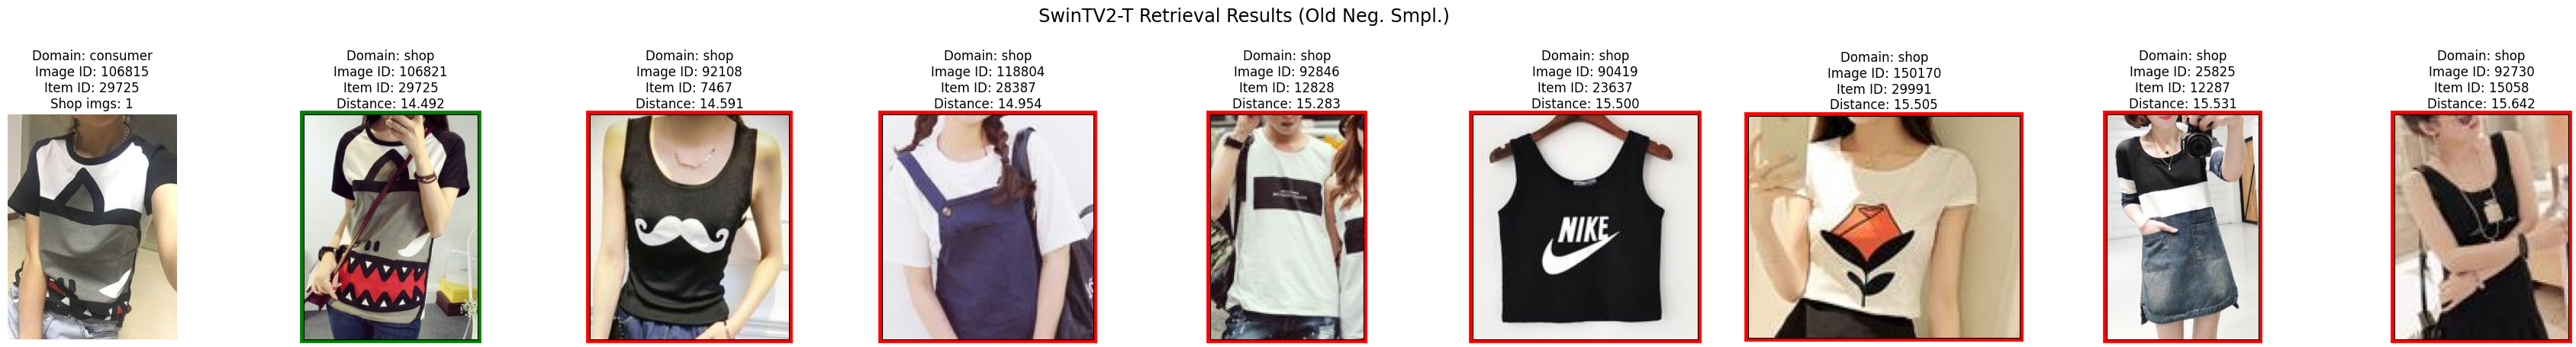 SwinTV2-T Retrieval Results (Old Neg. Smpl.)
Domain: consumer
Image ID: 106815
Item ID: 29725
Shop imgs: 1
Domain: shop
Image ID: 106821
Item ID: 29725
Distance: 14.492
Domain: shop
Image ID: 92108
Item ID: 7467
Distance: 14.591
Domain: shop
Image ID: 118804
Item ID: 28387
Distance: 14.954
Domain: shop
Image ID: 92846
Item ID: 12828
Distance: 15.283
Domain: shop
Image ID: 90419
Item ID: 23637
Distance: 15.500
NIKE
Domain: shop
Image ID: 150170
Item ID: 29991
Distance: 15.505
Domain: shop
Image ID: 25825
Item ID: 12287
Distance: 15.531
Domain: shop
Image ID: 92730
Item ID: 15058
Distance: 15.642